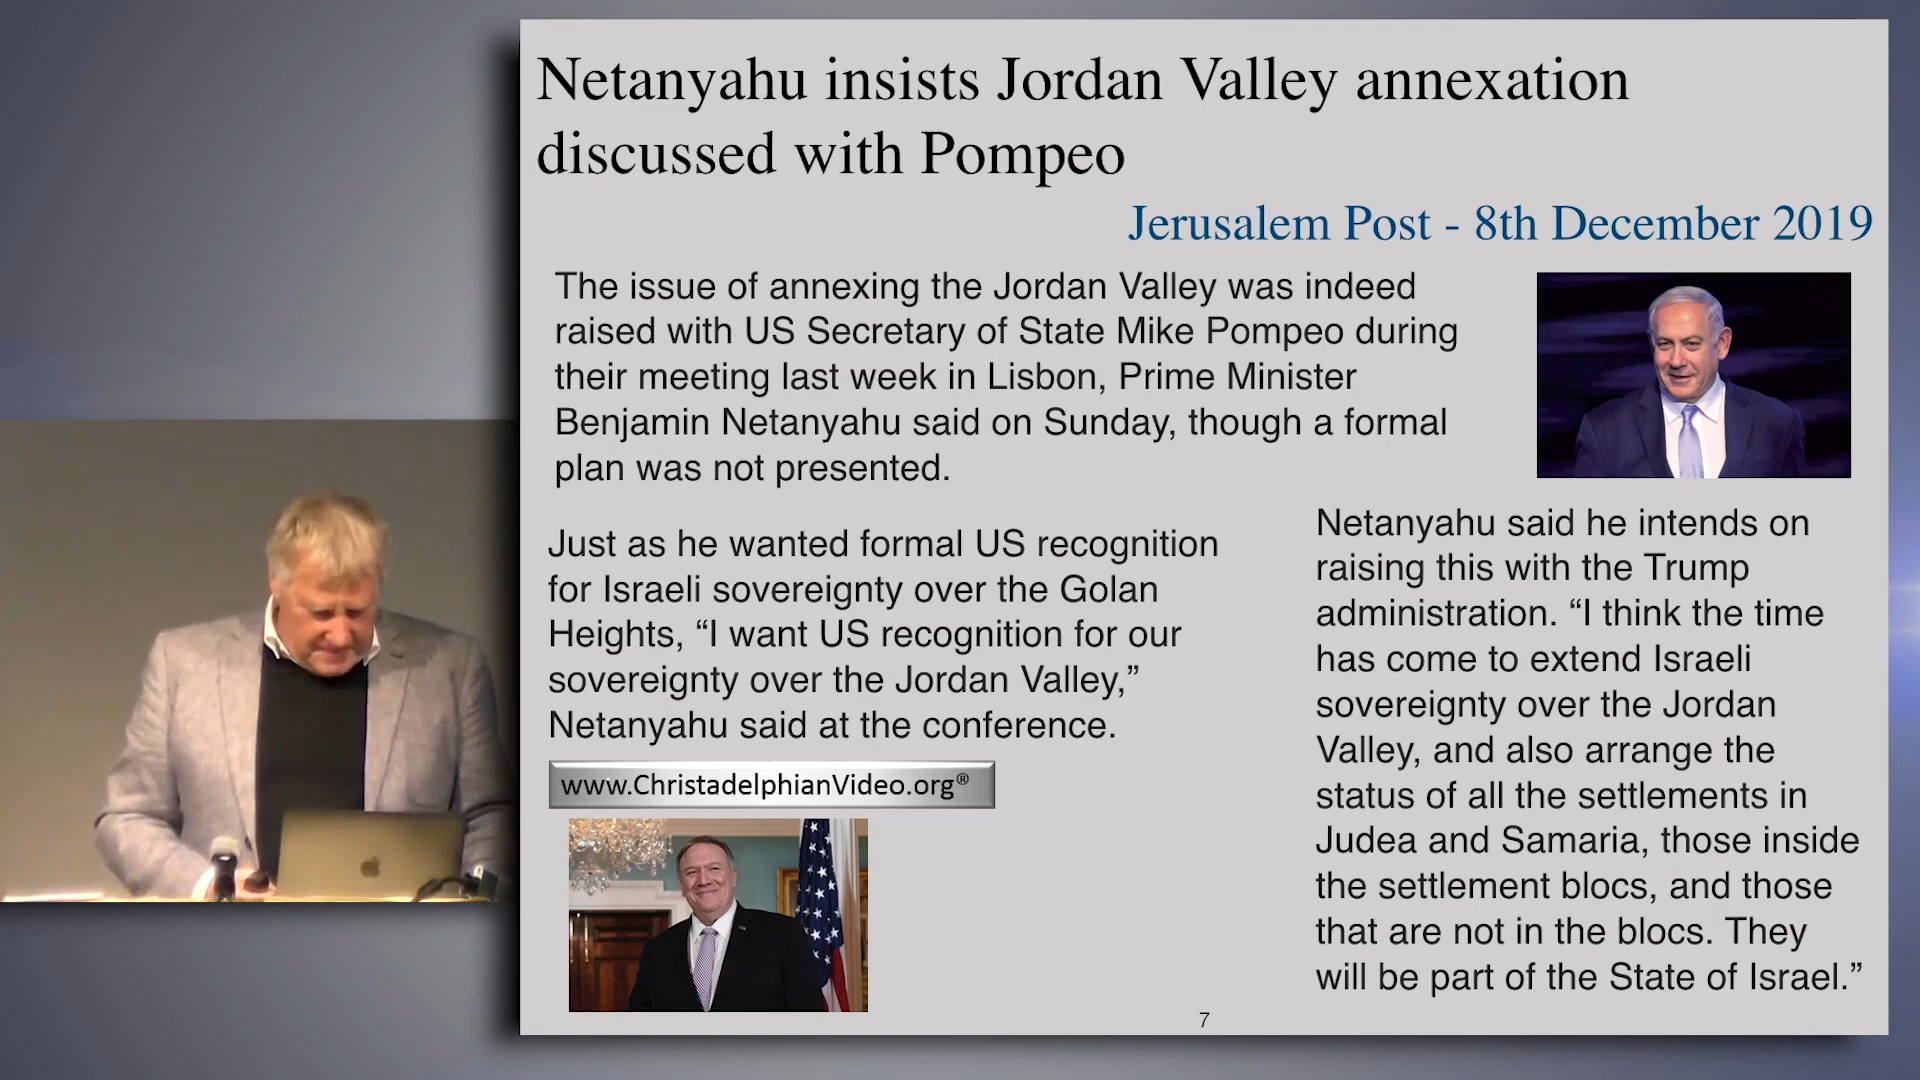 Netanyahu insists Jordan Valley annexation
discussed with Pompeo
Jerusalem Post - 8th December 2019
The issue of annexing the Jordan Valley was indeed
raised with US Secretary of State Mike Pompeo during
their meeting last week in Lisbon, Prime Minister
Benjamin Netanyahu said on Sunday, though a formal
plan was not presented.
Just as he wanted formal US recognition
for Israeli sovereignty over the Golan
Heights, “I want US recognition for our
sovereignty over the Jordan Valley,”
Netanyahu said at the conference.
www.ChristadelphianVideo.org®
Netanyahu said he intends on
raising this with the Trump
administration. “I think the time
has come to extend Israeli
sovereignty over the Jordan
Valley, and also arrange the
status of all the settlements in
Judea and Samaria, those inside
the settlement blocs, and those
that are not in the blocs. They
will be part of the State of Israel.”
7